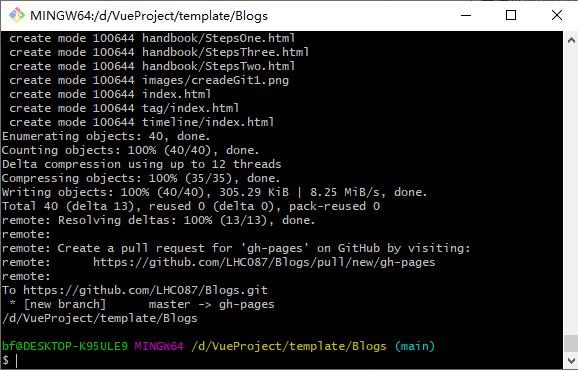 MINGW64:/d/VueProject/template/Blogs
create mode 100644 handbook/StepsOne.html
create mode 100644 handbook/StepsThree.html
create mode 100644 handbook/StepsTwo.html
create mode 100644 images/creadeGit1.png
create mode 100644 index.html
create mode 100644 tag/index.html
create mode 100644 timeline/index.html
Enumerating objects: 40, done.
Counting objects: 100% (40/40), done.
Delta compression using up to 12 threads
Compressing objects: 100% (35/35), done.
Writing objects: 100% (40/40), 305.29 KiB | 8.25 MiB/s, done.
Total 40 (delta 13), reused 0 (delta 0), pack-reused 0
remote: Resolving deltas: 100% (13/13), done.
remote:
remote: Create a pull request for 'gh-pages' on GitHub by visiting:
remote:      https://github.com/LHC087/Blogs/pull/new/gh-pages
remote:
To https://github.com/LHC087/Blogs.git
 * [new branch]      master -> gh-pages
/d/VueProject/template/Blogs
bf@DESKTOP-K95ULE9 MINGW64 /d/VueProject/template/Blogs (main)
$